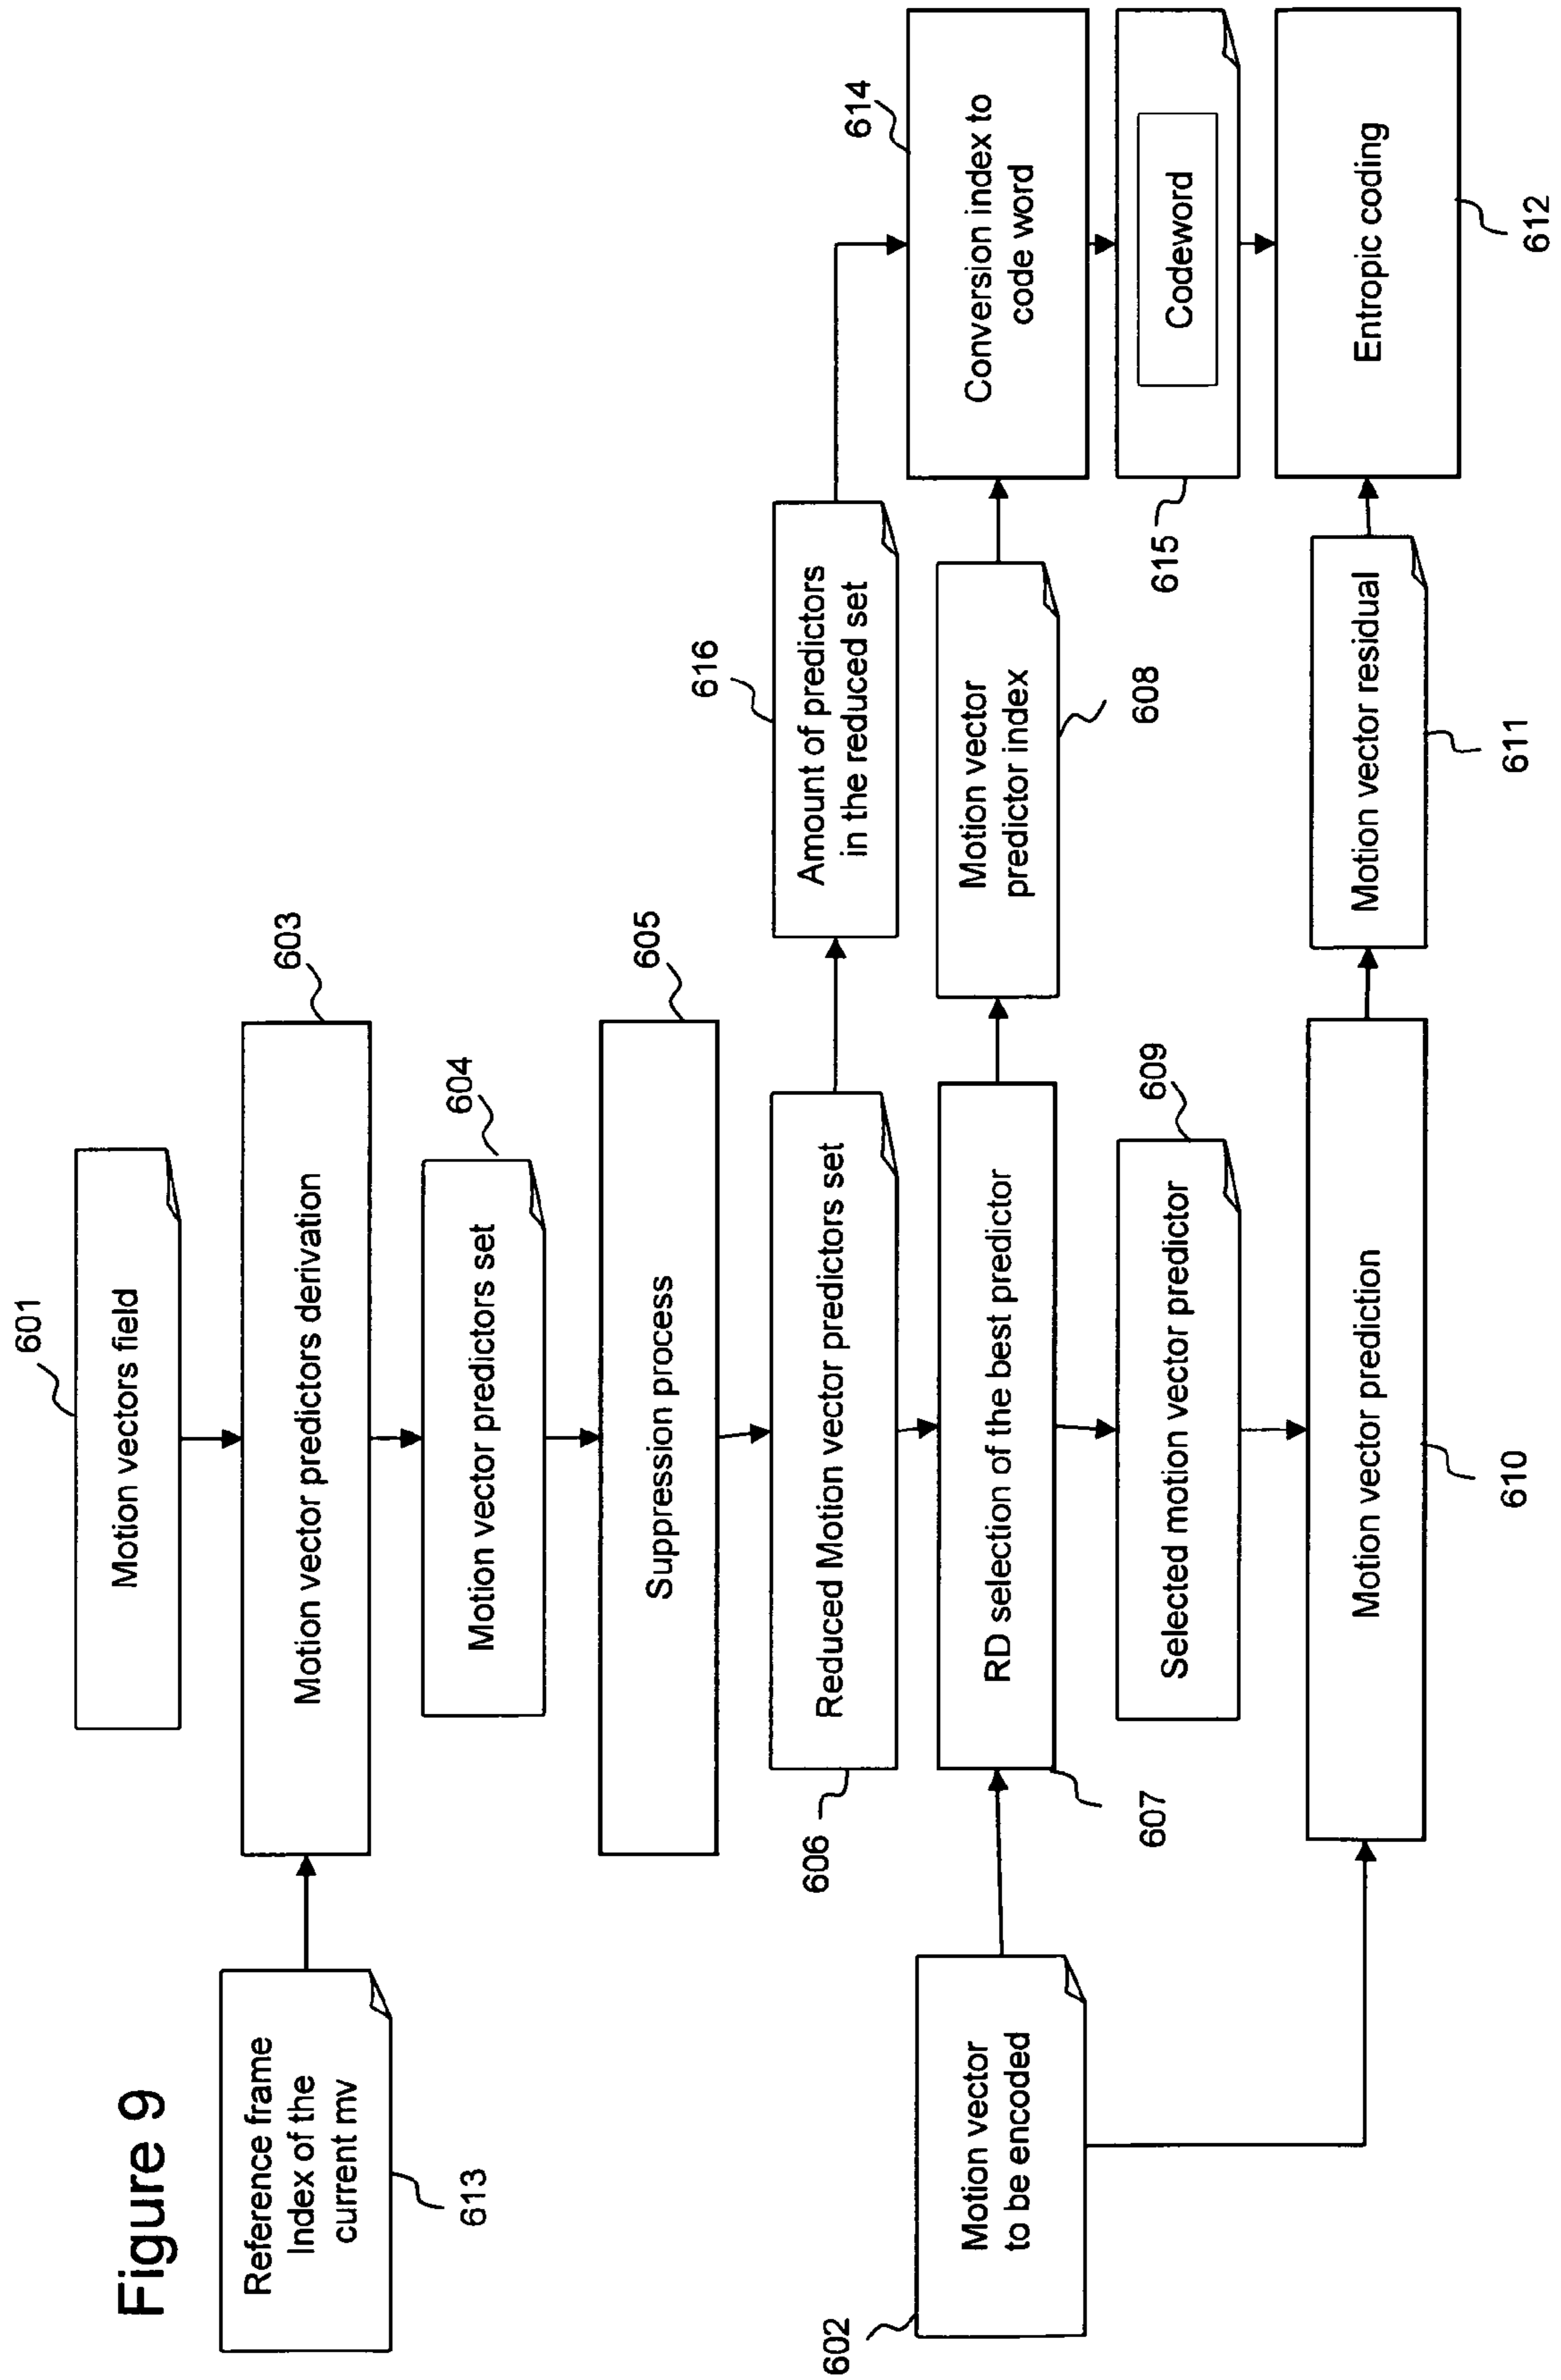 Figure 9
601
Motion vectors field
603
Reference frame
Index of the
current mv
613
Motion vector predictors derivation
604
Motion vector predictors set
605
Suppression process
616
606
Reduced Motion vector predictors set
Amount of predictors
in the reduced set
614
602
Motion vector
to be encoded
607
RD selection of the best predictor
Motion vector
predictor index
608
Conversion index to
code word
609
Selected motion vector predictor
615
Codeword
610
Motion vector prediction
Motion vector residual
611
Entropic coding
612